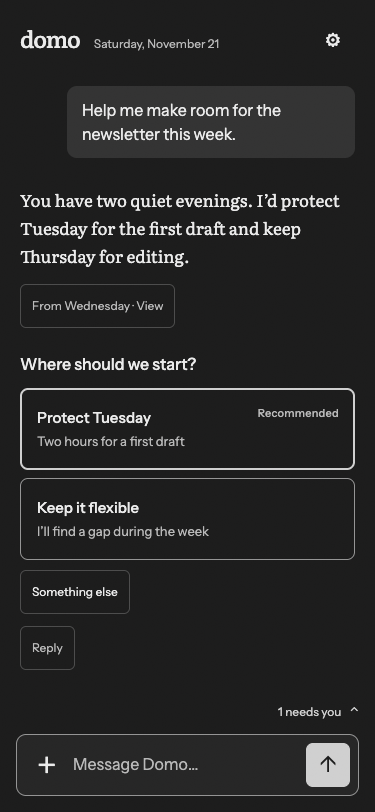 domo
Saturday, November 21
Help me make room for the
newsletter this week.
You have two quiet evenings. I’d protect
Tuesday for the first draft and keep
Thursday for editing.
From Wednesday · View
Where should we start?
Protect Tuesday
Recommended
Two hours for a first draft
Keep it flexible
I’ll find a gap during the week
Something else
Reply
1 needs you
Message Domo...